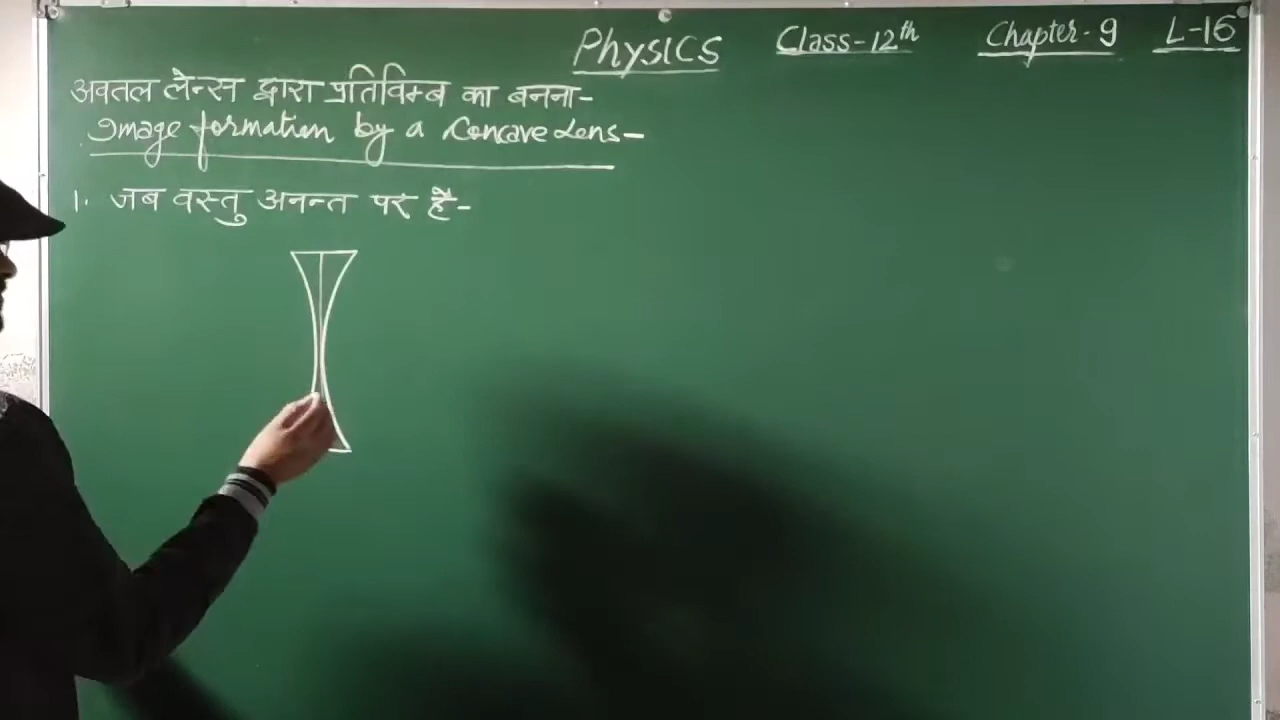 Physics Class-12th Chapter-9 L-16
अवतल लेन्स द्वारा प्रतिविम्ब का बनना-
Image formation by a Concave Lens-
1. जब वस्तु अनन्त पर है-